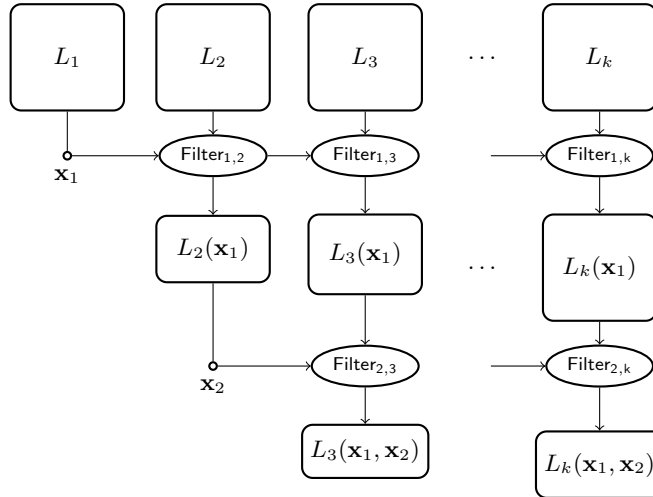 L₁ L₂ L₃ ... Lₖ
Filter₁,₂ Filter₁,₃ Filter₁,ₖ
x₁
L₂(x₁) L₃(x₁) ... Lₖ(x₁)
Filter₂,₃ Filter₂,ₖ
x₂
L₃(x₁, x₂) Lₖ(x₁, x₂)